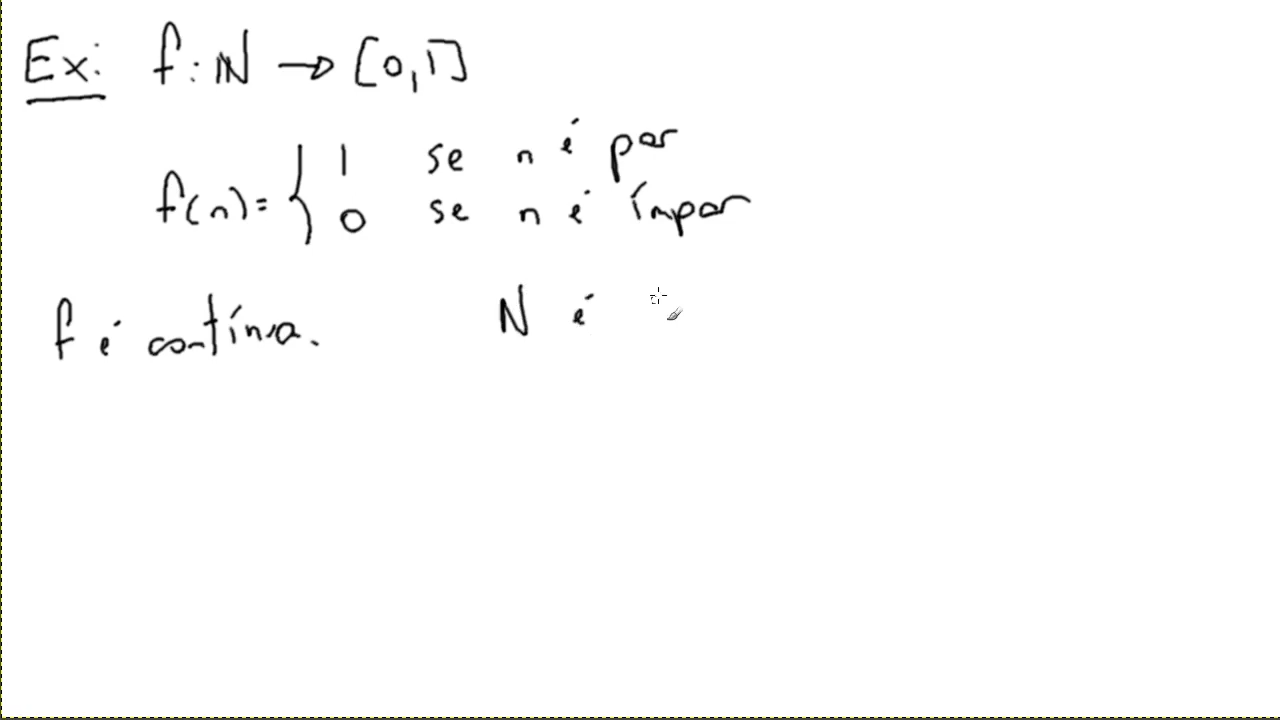 Ex: f: ℕ → [0,1]
f(n) = { 1 se n é par
0 se n é ímpar
f é contínua. N é